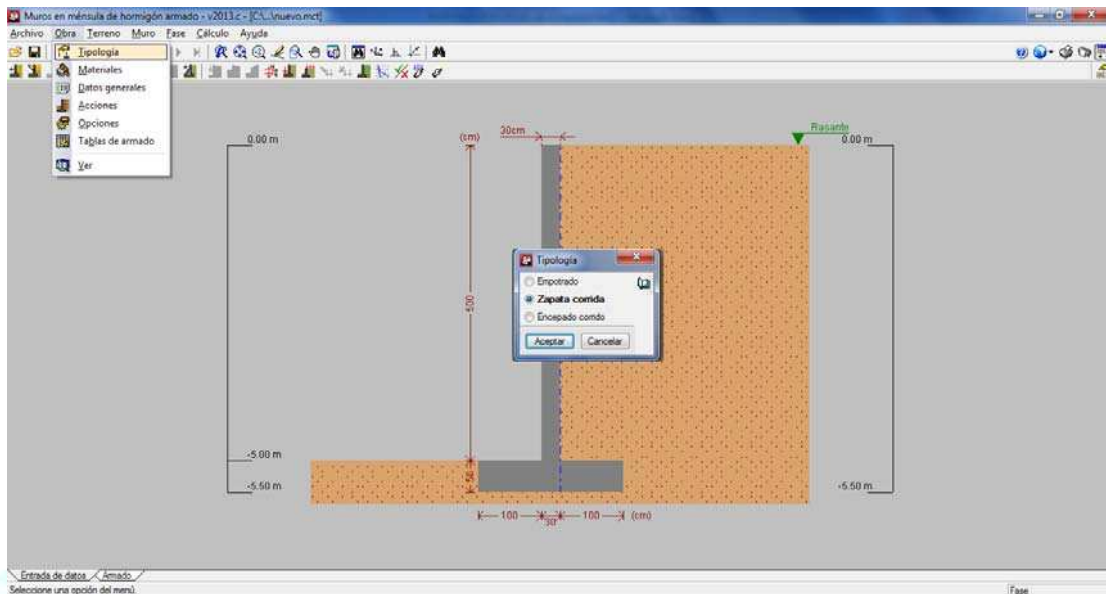 Muros en ménsula de hormigón armado - v2013.c - [C:\...\nuevo.mct]
Archivo Obra Terreno Muro Fase Cálculo Ayuda
Tipología
Materiales
Datos generales
Acciones
Opciones
Tablas de armado
Ver
0.00 m
(cm)
30cm
Rasante
0.00 m
500
Tipología
Empotrado
Zapata corrida
Encepado corrido
Aceptar Cancelar
-5.00 m
50
-5.50 m
-5.50 m
100 30 100 (cm)
Entrada de datos Armado
Seleccione una opción del menú.
Fase